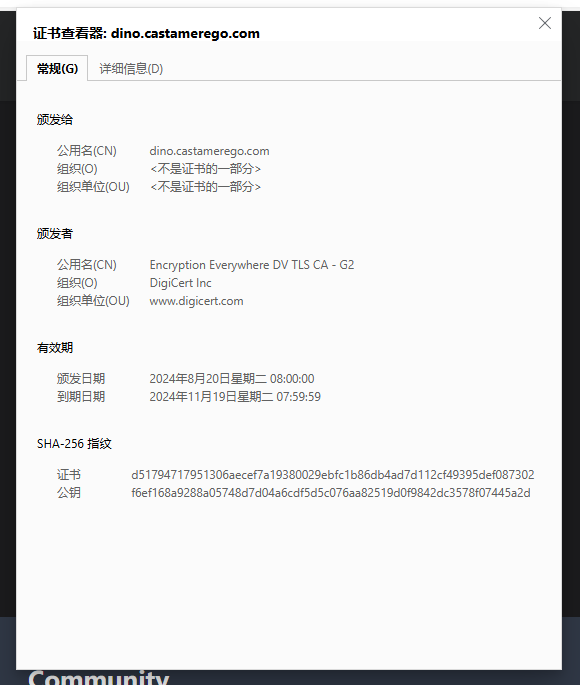 证书查看器: dino.castamerego.com
常规(G) 详细信息(D)
颁发给
公用名(CN) dino.castamerego.com
组织(O) <不是证书的一部分>
组织单位(OU) <不是证书的一部分>
颁发者
公用名(CN) Encryption Everywhere DV TLS CA - G2
组织(O) DigiCert Inc
组织单位(OU) www.digicert.com
有效期
颁发日期 2024年8月20日星期二 08:00:00
到期日期 2024年11月19日星期二 07:59:59
SHA-256 指纹
证书 d51794717951306aecef7a19380029ebfc1b86db4ad7d112cf49395def087302
公钥 f6ef168a9288a05748d7d04a6cdf5d5c076aa82519d0f9842dc3578f07445a2d
Community